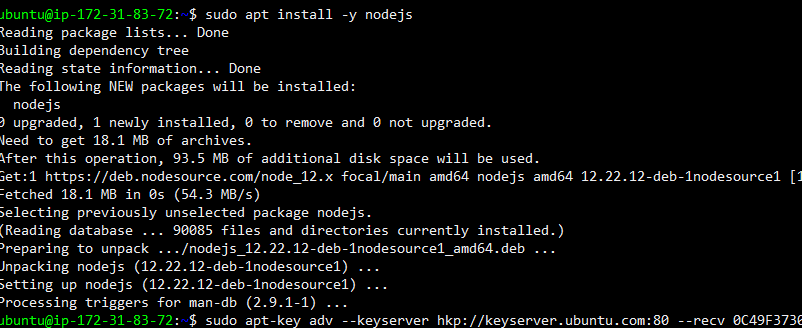 ubuntu@ip-172-31-83-72:~$ sudo apt install -y nodejs
Reading package lists... Done
Building dependency tree
Reading state information... Done
The following NEW packages will be installed:
  nodejs
0 upgraded, 1 newly installed, 0 to remove and 0 not upgraded.
Need to get 18.1 MB of archives.
After this operation, 93.5 MB of additional disk space will be used.
Get:1 https://deb.nodesource.com/node_12.x focal/main amd64 nodejs amd64 12.22.12-deb-1nodesource1 [1
Fetched 18.1 MB in 0s (54.3 MB/s)
Selecting previously unselected package nodejs.
(Reading database ... 90085 files and directories currently installed.)
Preparing to unpack .../nodejs_12.22.12-deb-1nodesource1_amd64.deb ...
Unpacking nodejs (12.22.12-deb-1nodesource1) ...
Setting up nodejs (12.22.12-deb-1nodesource1) ...
Processing triggers for man-db (2.9.1-1) ...
ubuntu@ip-172-31-83-72:~$ sudo apt-key adv --keyserver hkp://keyserver.ubuntu.com:80 --recv 0C49F3730